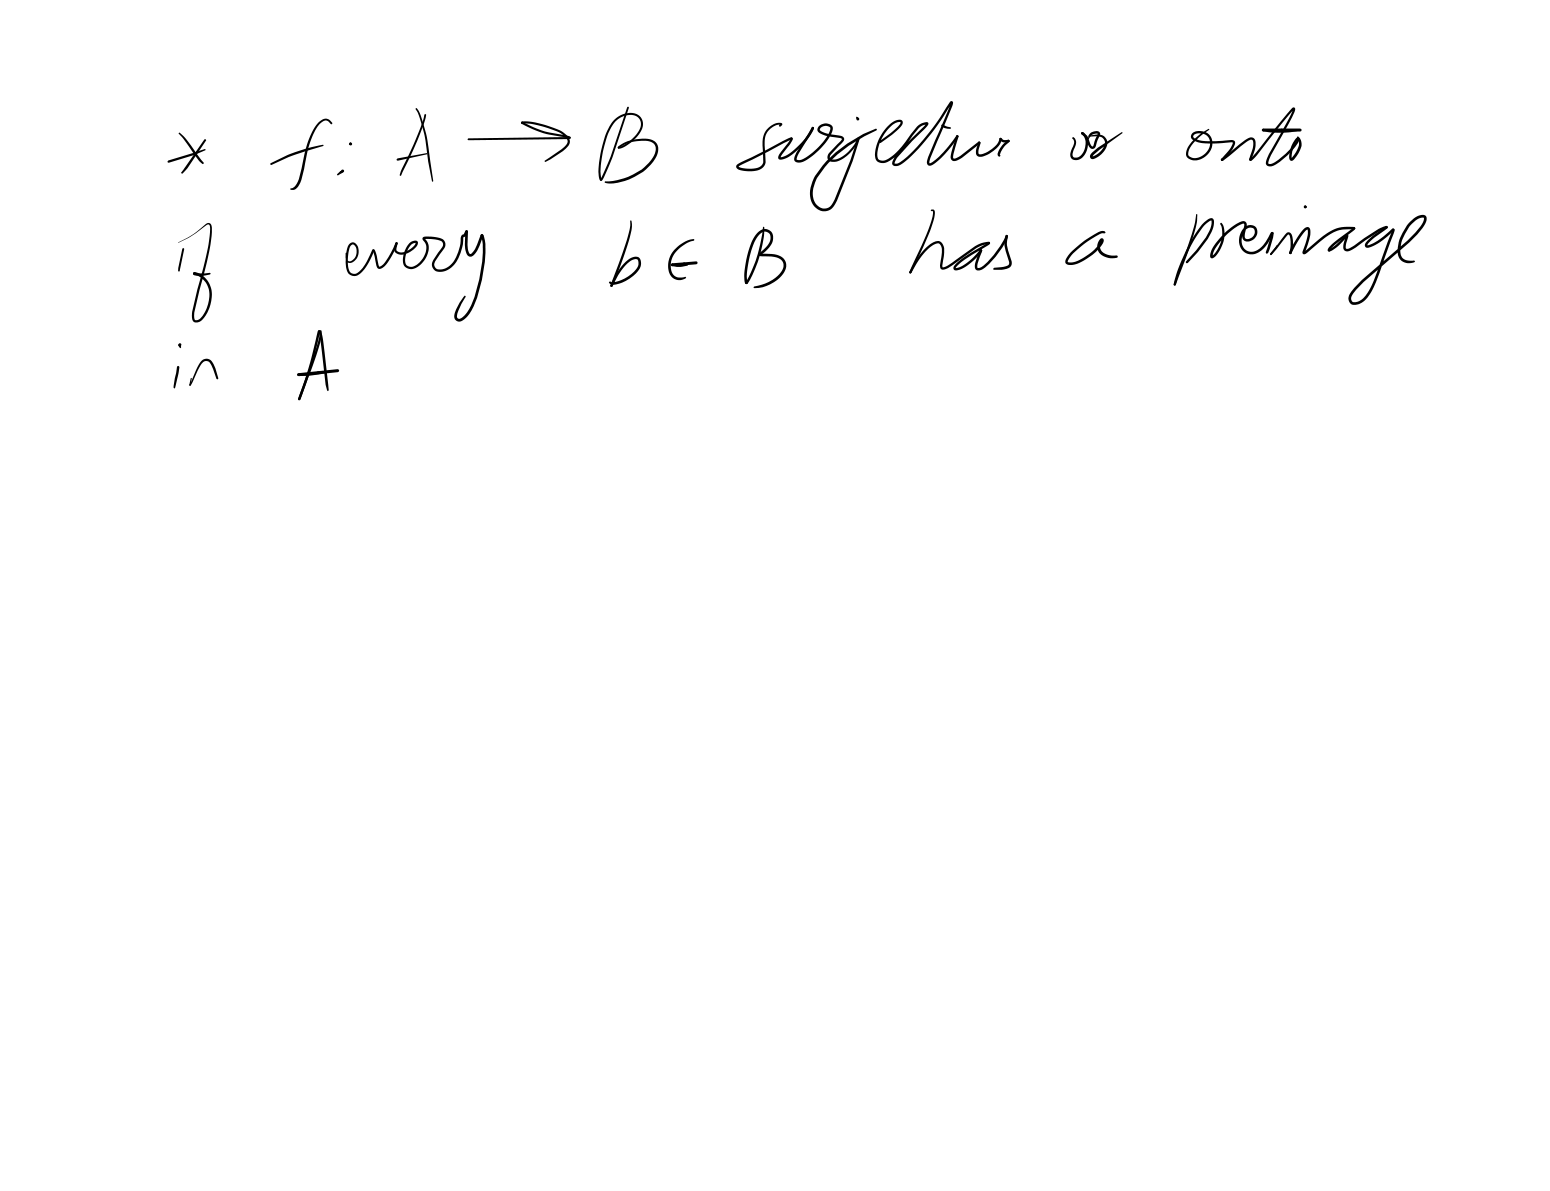 * f: A → B surjective or onto
if every b ∈ B has a preimage
in A